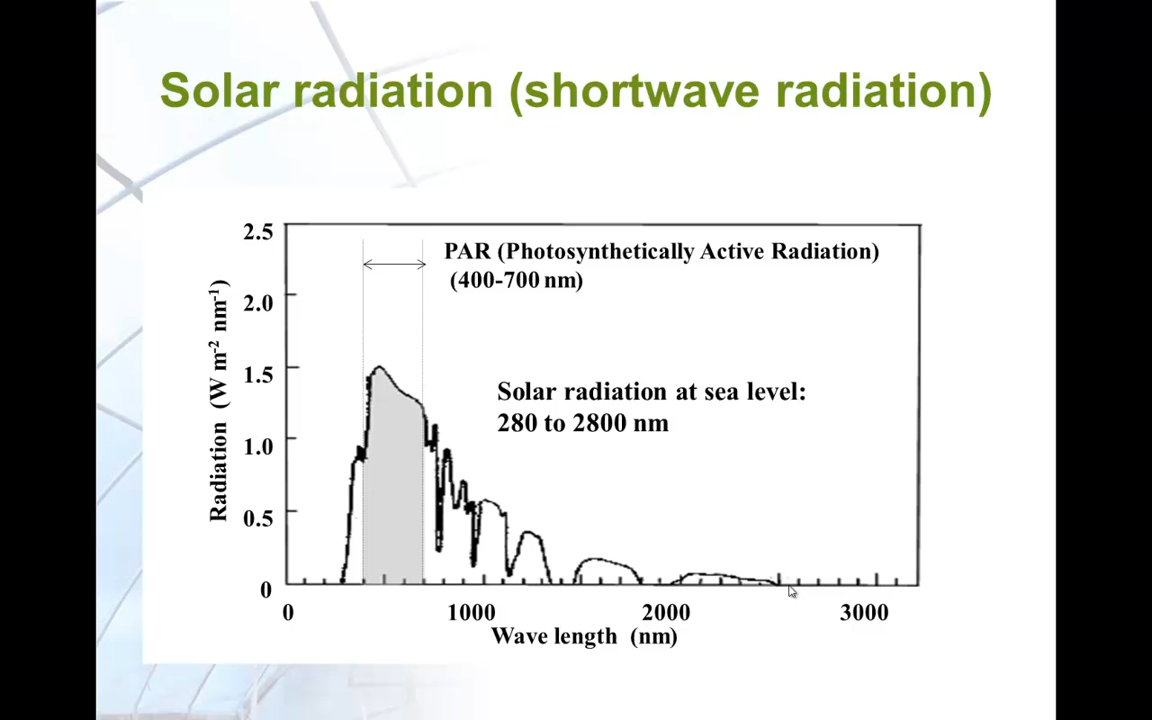 Solar radiation (shortwave radiation)
2.5
PAR (Photosynthetically Active Radiation)
(400-700 nm)
2.0
1.5
Solar radiation at sea level:
280 to 2800 nm
1.0
Radiation (W m⁻² nm⁻¹)
0.5
0
0 1000 2000 3000
Wave length (nm)